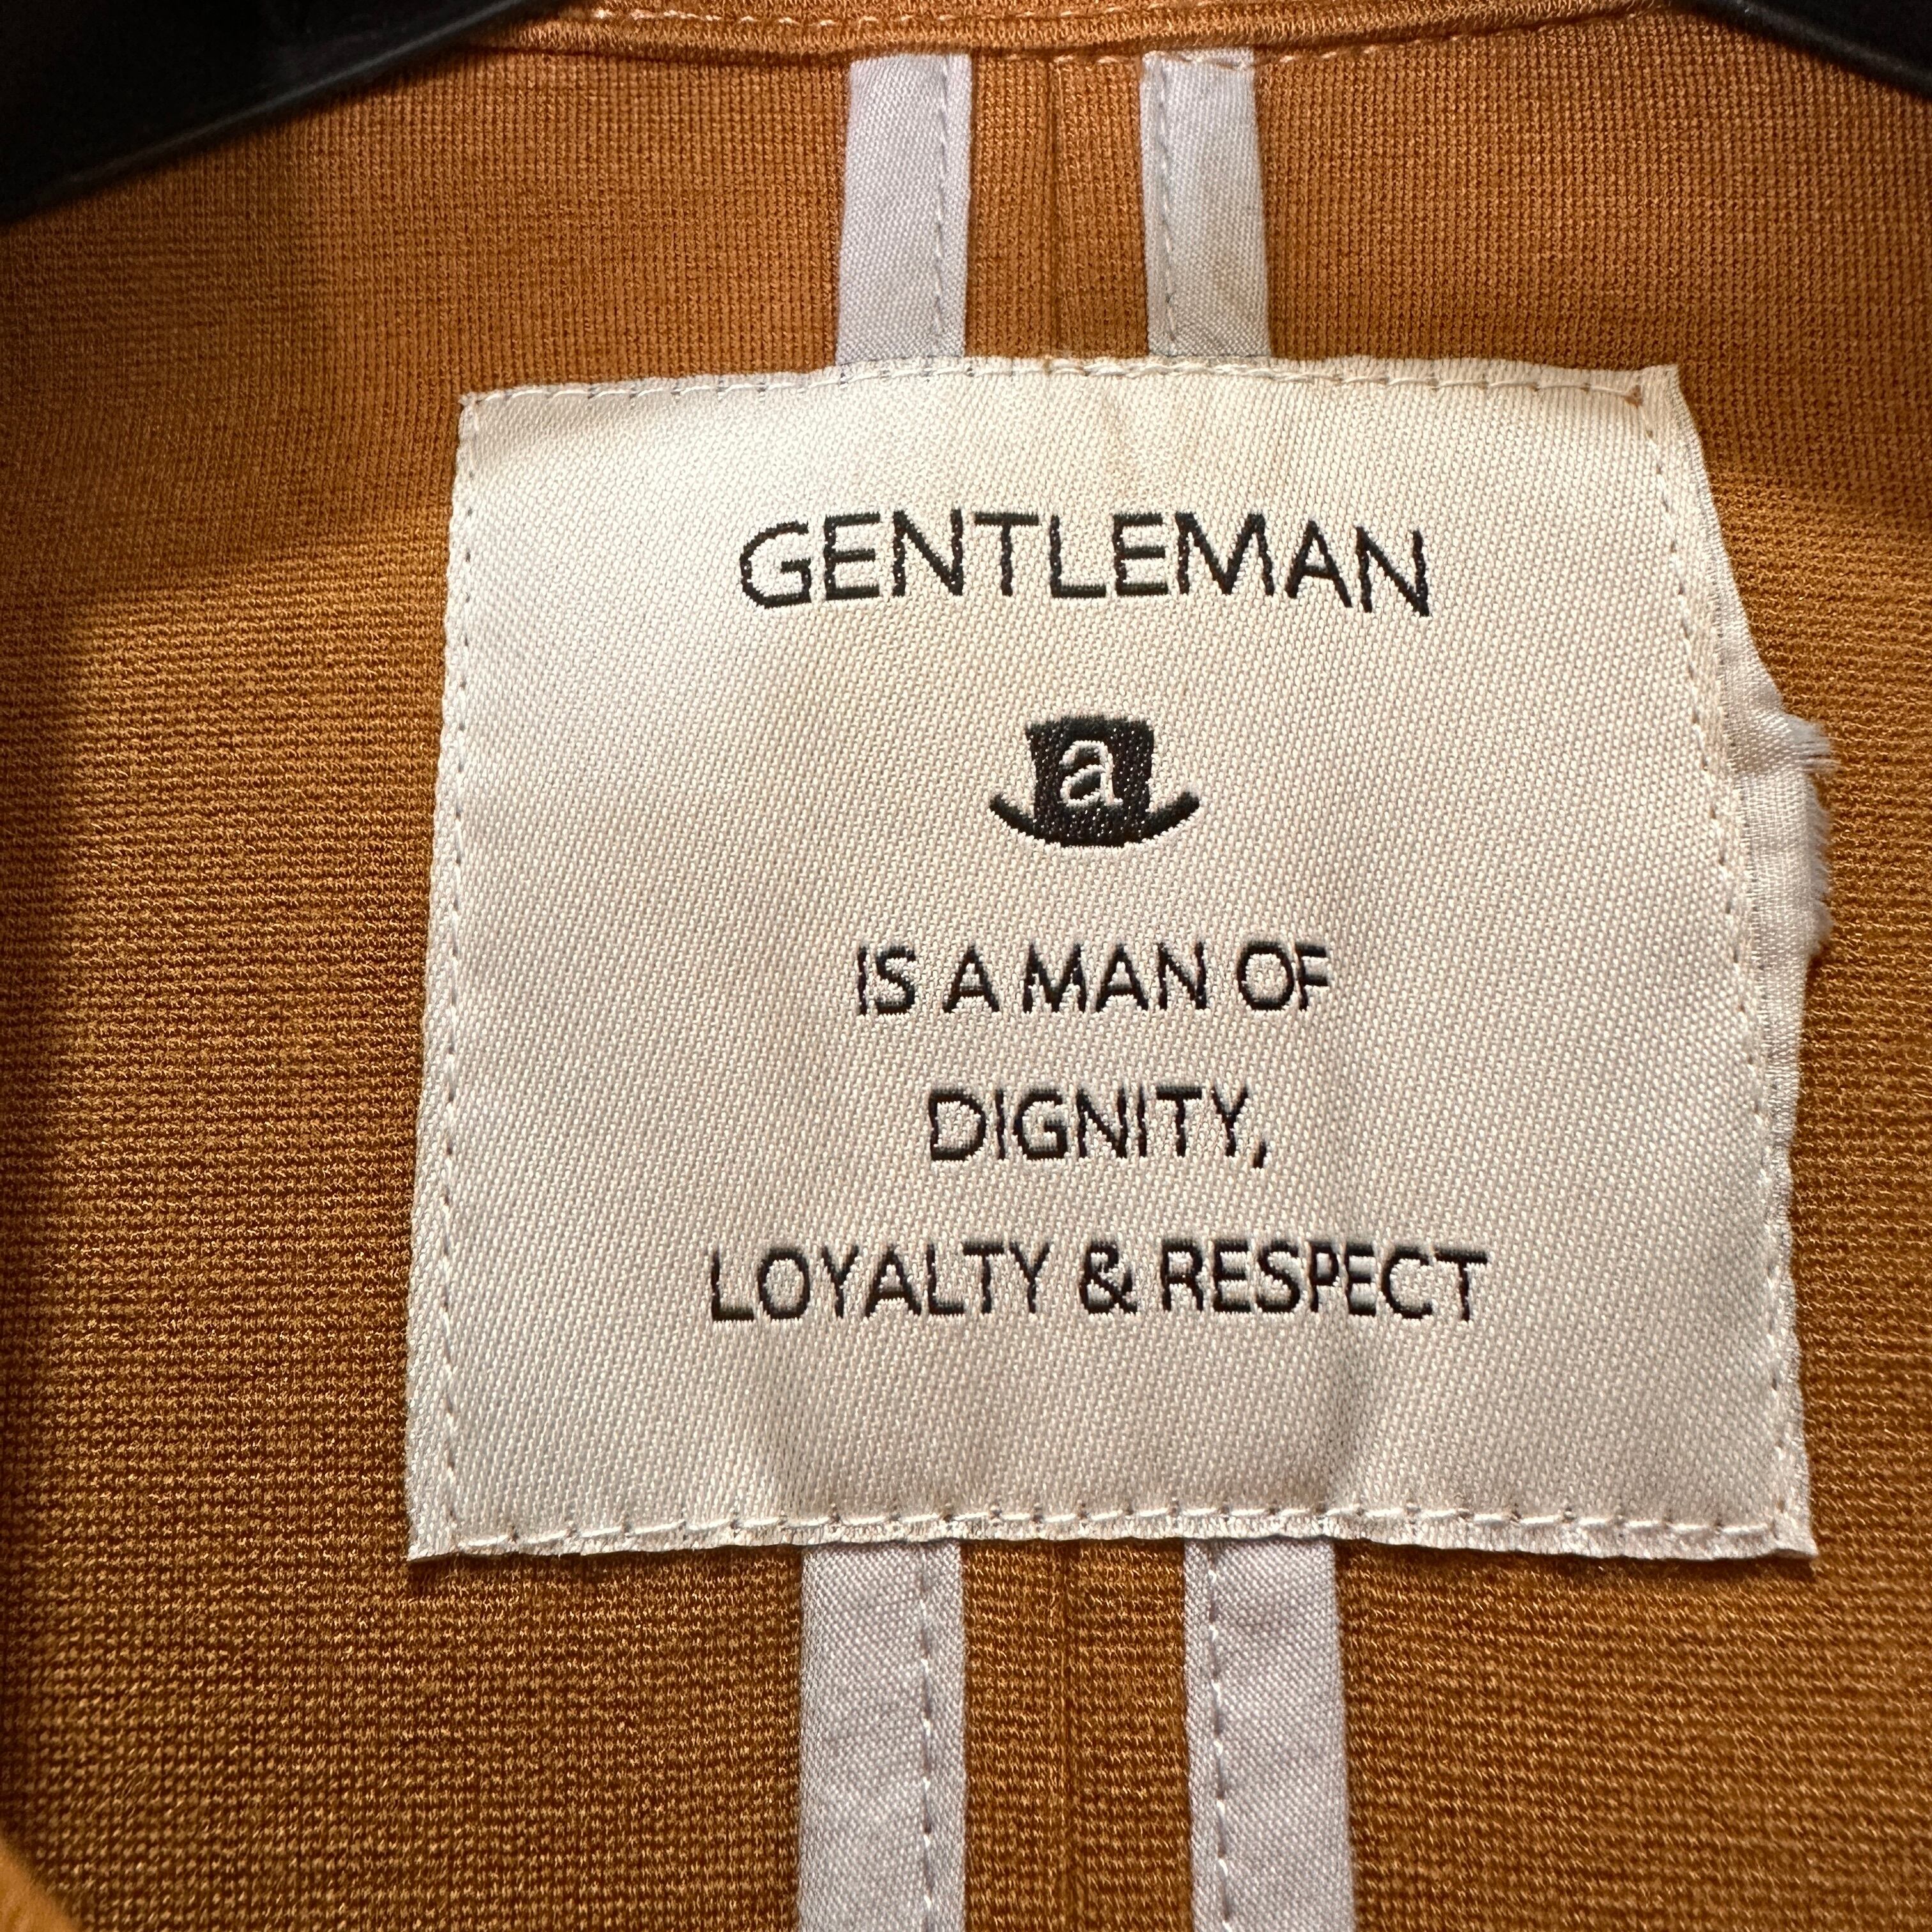 GENTLEMAN
a
IS A MAN OF
DIGNITY,
LOYALTY & RESPECT